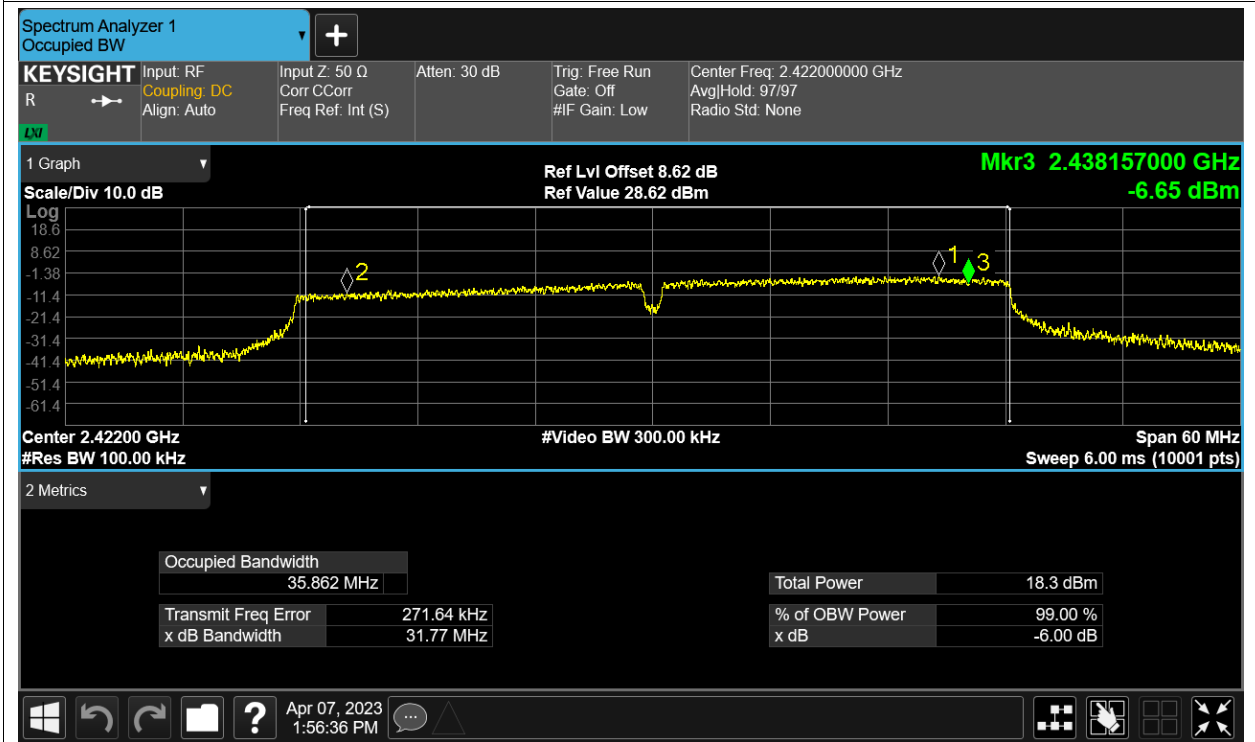 Spectrum Analyzer 1
Occupied BW
KEYSIGHT Input: RF Input Z: 50 Ω Atten: 30 dB Trig: Free Run Center Freq: 2.422000000 GHz
R Coupling: DC Corr CCorr Gate: Off Avg|Hold: 97/97
Align: Auto Freq Ref: Int (S) #IF Gain: Low Radio Std: None
LXI
1 Graph Ref Lvl Offset 8.62 dB Mkr3 2.438157000 GHz
Scale/Div 10.0 dB Ref Value 28.62 dBm -6.65 dBm
Log
18.6
8.62
-1.38
-11.4
-21.4
-31.4
-41.4
-51.4
-61.4
2
1
3
Center 2.42200 GHz #Video BW 300.00 kHz Span 60 MHz
#Res BW 100.00 kHz Sweep 6.00 ms (10001 pts)
2 Metrics
Occupied Bandwidth
35.862 MHz Total Power 18.3 dBm
Transmit Freq Error 271.64 kHz % of OBW Power 99.00 %
x dB Bandwidth 31.77 MHz x dB -6.00 dB
? Apr 07, 2023
1:56:36 PM